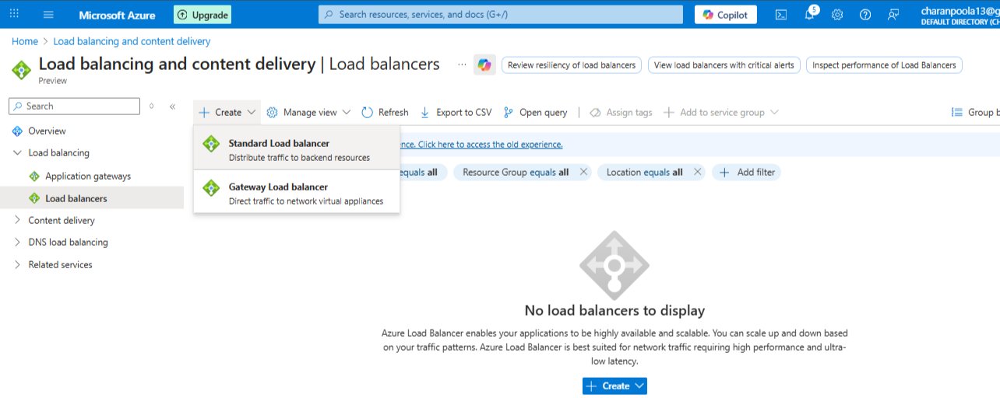 Microsoft Azure
Upgrade
Search resources, services, and docs (G+/)
Copilot
5
charanpoola13@g
DEFAULT DIRECTORY (CH
Home > Load balancing and content delivery
Load balancing and content delivery | Load balancers
...
Preview
Review resiliency of load balancers
View load balancers with critical alerts
Inspect performance of Load Balancers
Search
Create
Manage view
Refresh
Export to CSV
Open query
Assign tags
Add to service group
Group b
Overview
Load balancing
Application gateways
Load balancers
Content delivery
DNS load balancing
Related services
Standard Load balancer
Distribute traffic to backend resources
Gateway Load balancer
Direct traffic to network virtual appliances
nce. Click here to access the old experience.
equals all
Resource Group equals all
Location equals all
Add filter
No load balancers to display
Azure Load Balancer enables your applications to be highly available and scalable. You can scale up and down based
on your traffic patterns. Azure Load Balancer is best suited for network traffic requiring high performance and ultra-
low latency.
Create